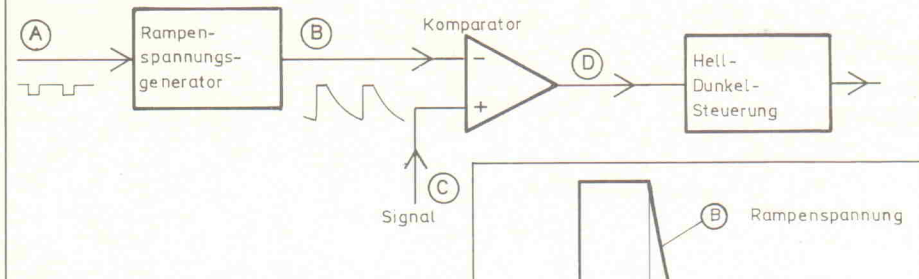 A
Rampen-
spannungs-
generator
B
Komparator
-
+
D
Hell-
Dunkel-
Steuerung
C
Signal
B Rampenspannung